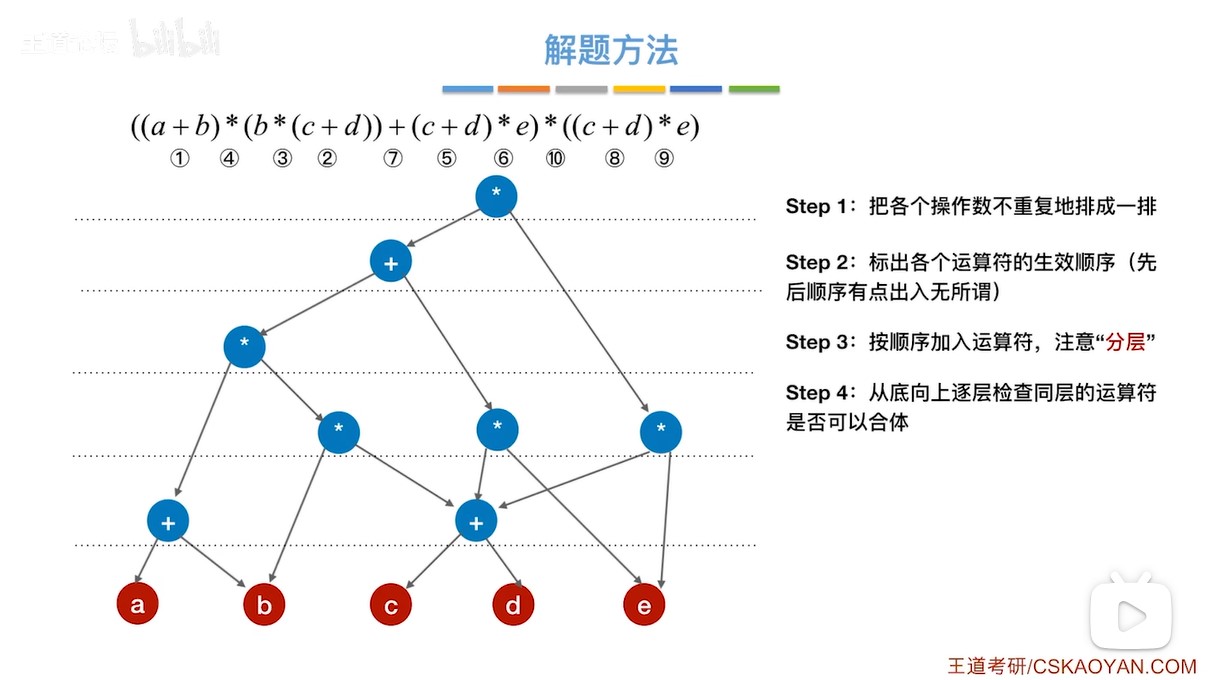 王道论坛 bilibili
解题方法
((a+b)*(b*(c+d))+(c+d)*e)*((c+d)*e)
① ④ ③ ② ⑦ ⑤ ⑥ ⑩ ⑧ ⑨
*
Step 1：把各个操作数不重复地排成一排
+
Step 2：标出各个运算符的生效顺序（先
后顺序有点出入无所谓）
*
Step 3：按顺序加入运算符，注意“分层”
Step 4：从底向上逐层检查同层的运算符
是否可以合体
* * *
+ +
a b c d e
王道考研/CSKAOYAN.COM